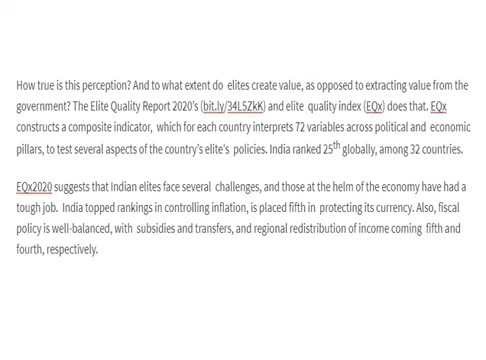 How true is this perception? And to what extent do elites create value, as opposed to extracting value from the
government? The Elite Quality Report 2020's (bit.ly/34L5ZkK) and elite quality index (EQx) does that. EQx
constructs a composite indicator, which for each country interprets 72 variables across political and economic
pillars, to test several aspects of the country's elite's policies. India ranked 25th globally, among 32 countries.
EQx2020 suggests that Indian elites face several challenges, and those at the helm of the economy have had a
tough job. India topped rankings in controlling inflation, is placed fifth in protecting its currency. Also, fiscal
policy is well-balanced, with subsidies and transfers, and regional redistribution of income coming fifth and
fourth, respectively.